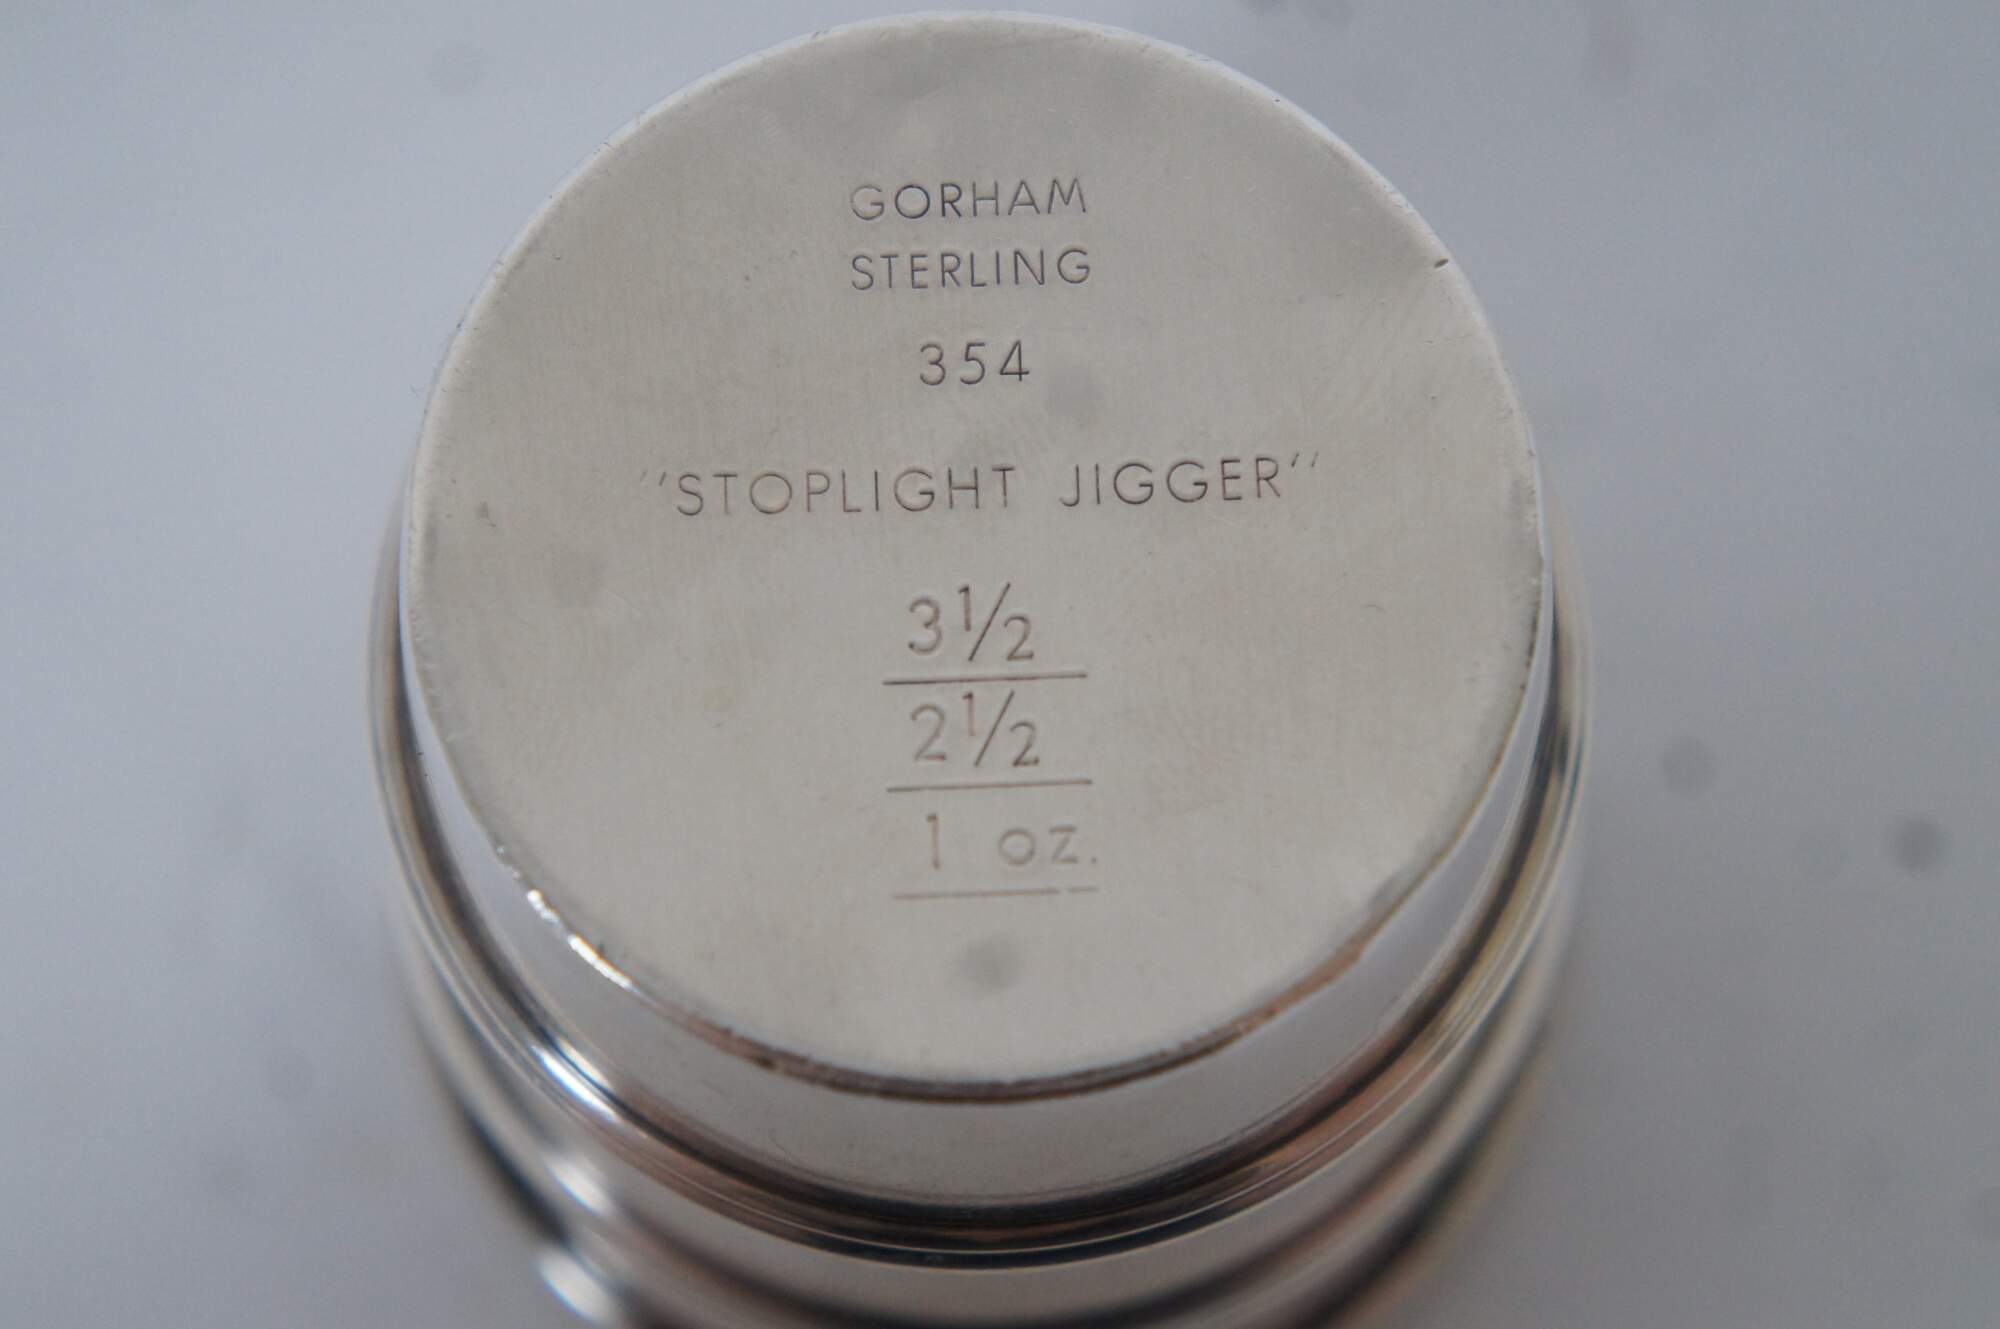 GORHAM
STERLING
354
"STOPLIGHT JIGGER"
3½
2½
1 oz.